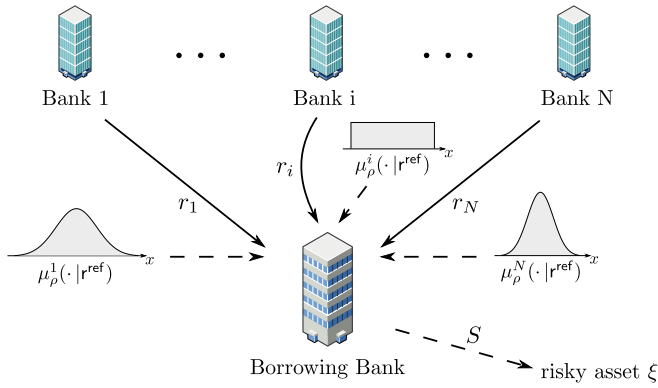 Bank 1
. . .
Bank i
. . .
Bank N
r_1
r_i
r_N
x
μ_ρ^i(· | r^ref)
x
μ_ρ^1(· | r^ref)
x
μ_ρ^N(· | r^ref)
Borrowing Bank
S
risky asset ξ